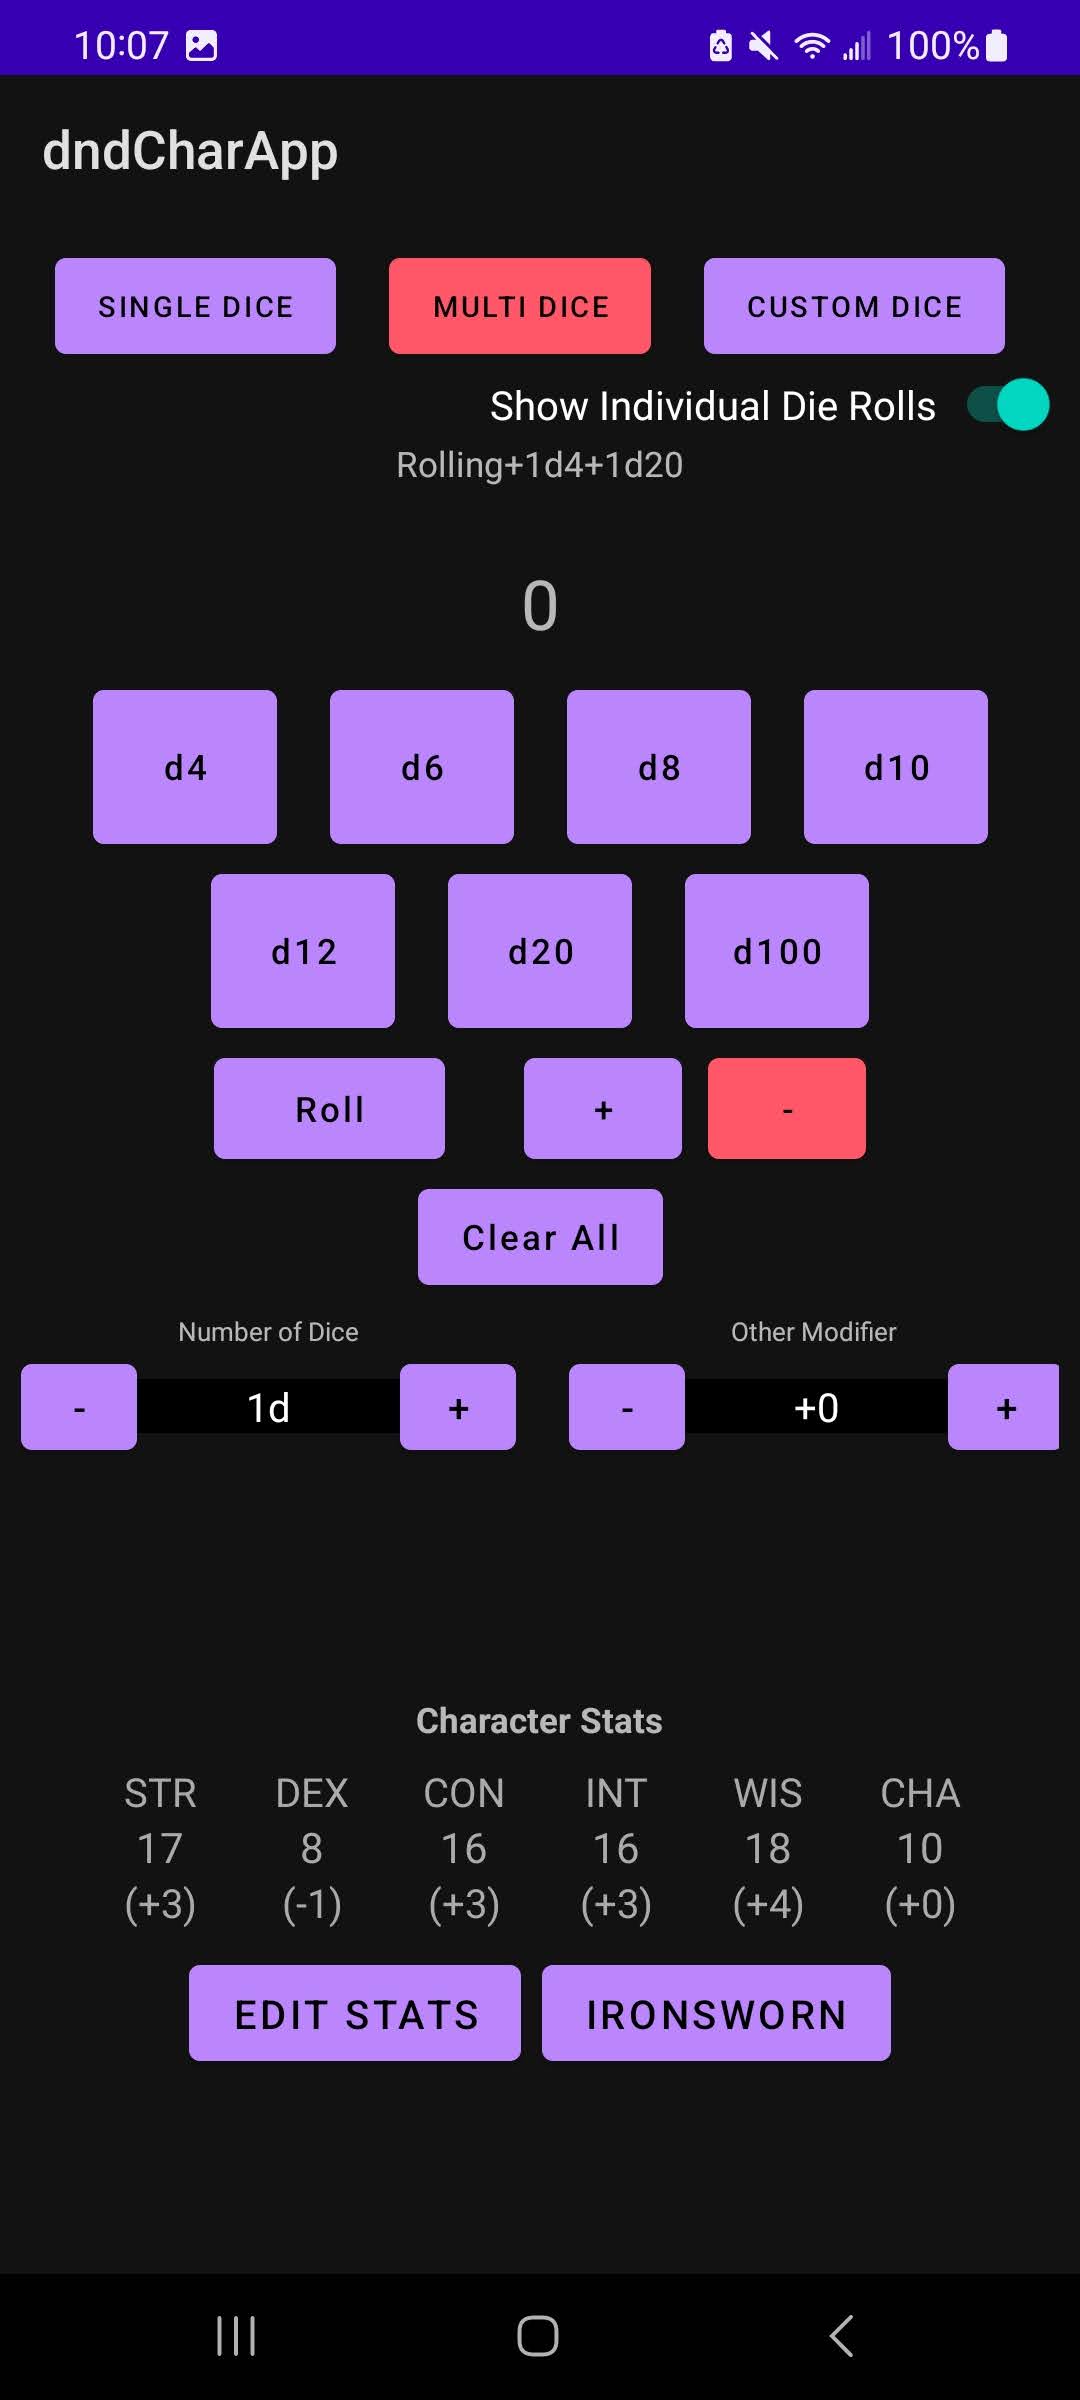 10:07 100%
dndCharApp
SINGLE DICE MULTI DICE CUSTOM DICE
Show Individual Die Rolls
Rolling+1d4+1d20
0
d4 d6 d8 d10
d12 d20 d100
Roll + -
Clear All
Number of Dice Other Modifier
- 1d + - +0 +
Character Stats
STR DEX CON INT WIS CHA
17 8 16 16 18 10
(+3) (-1) (+3) (+3) (+4) (+0)
EDIT STATS IRONSWORN